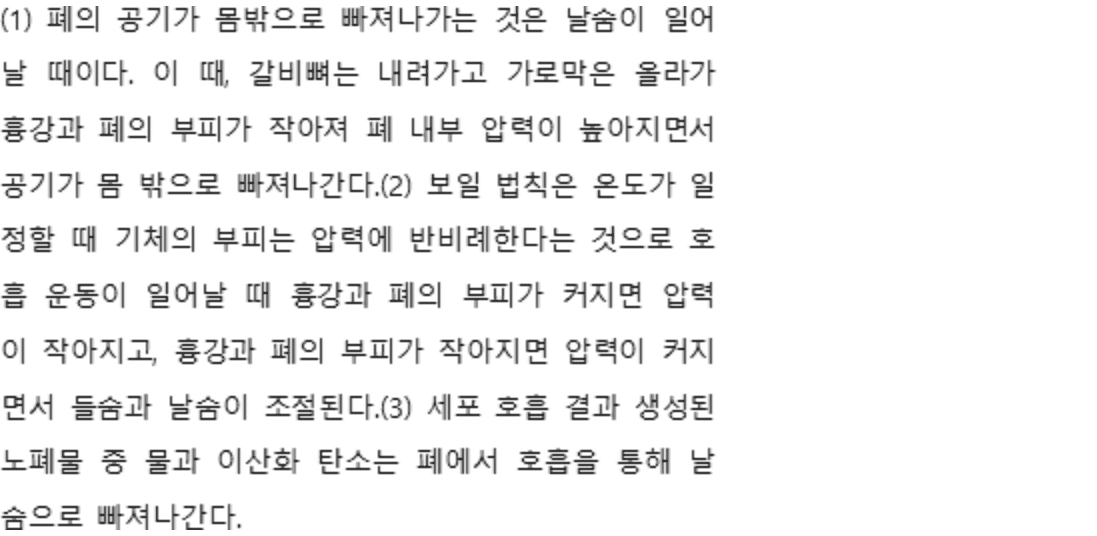 (1) 폐의 공기가 몸밖으로 빠져나가는 것은 날숨이 일어
날 때이다. 이 때, 갈비뼈는 내려가고 가로막은 올라가
흉강과 폐의 부피가 작아져 폐 내부 압력이 높아지면서
공기가 몸 밖으로 빠져나간다.(2) 보일 법칙은 온도가 일
정할 때 기체의 부피는 압력에 반비례한다는 것으로 호
흡 운동이 일어날 때 흉강과 폐의 부피가 커지면 압력
이 작아지고, 흉강과 폐의 부피가 작아지면 압력이 커지
면서 들숨과 날숨이 조절된다.(3) 세포 호흡 결과 생성된
노폐물 중 물과 이산화 탄소는 폐에서 호흡을 통해 날
숨으로 빠져나간다.